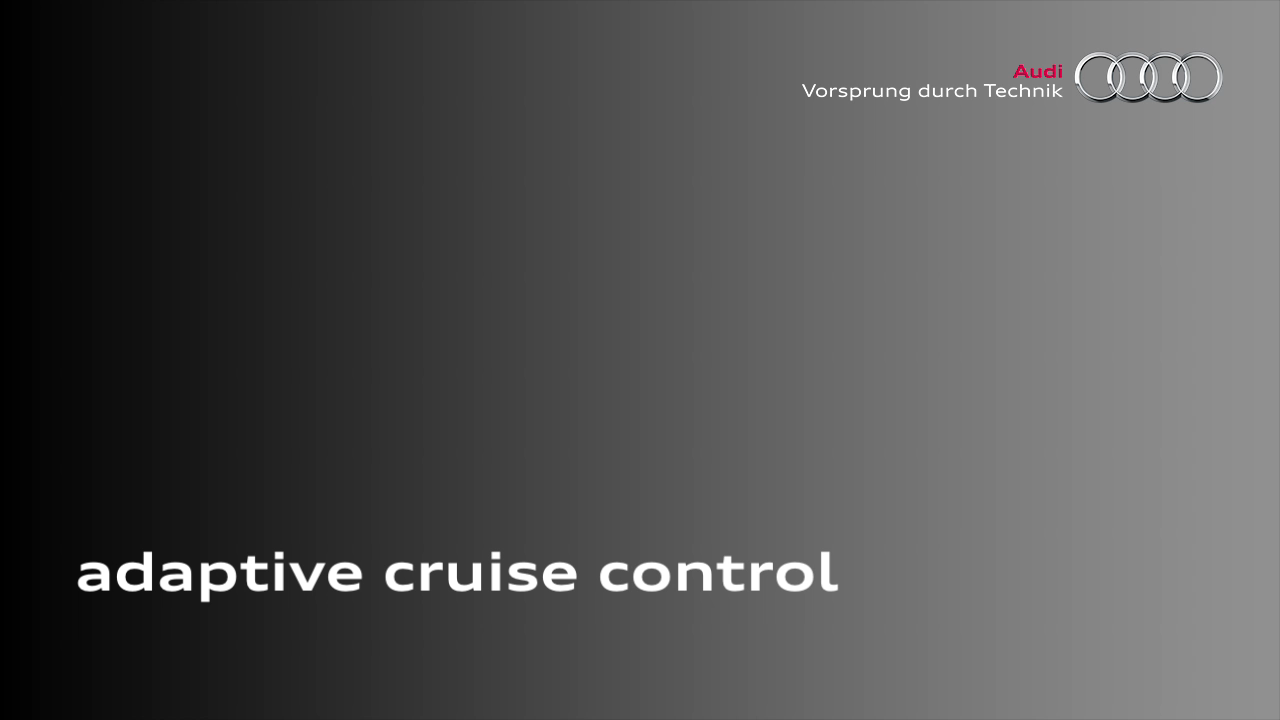 Audi
Vorsprung durch Technik
adaptive cruise control